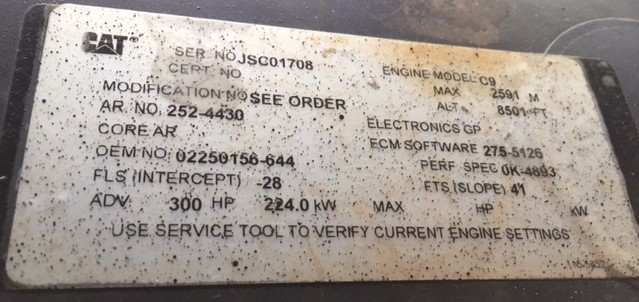 CAT
SER NO JSC01708
CERT. NO
MODIFICATION NO SEE ORDER
AR. NO. 252-4430
CORE AR
OEM NO. 02250156-644
FLS (INTERCEPT) -28
ADV 300 HP 224.0 kW MAX HP kW
ENGINE MODEL C9
MAX 2591 M
ALT. 8501 FT
ELECTRONICS GP
ECM SOFTWARE 275-5126
PERF SPEC 0K-4893
FTS (SLOPE) 41
USE SERVICE TOOL TO VERIFY CURRENT ENGINE SETTINGS